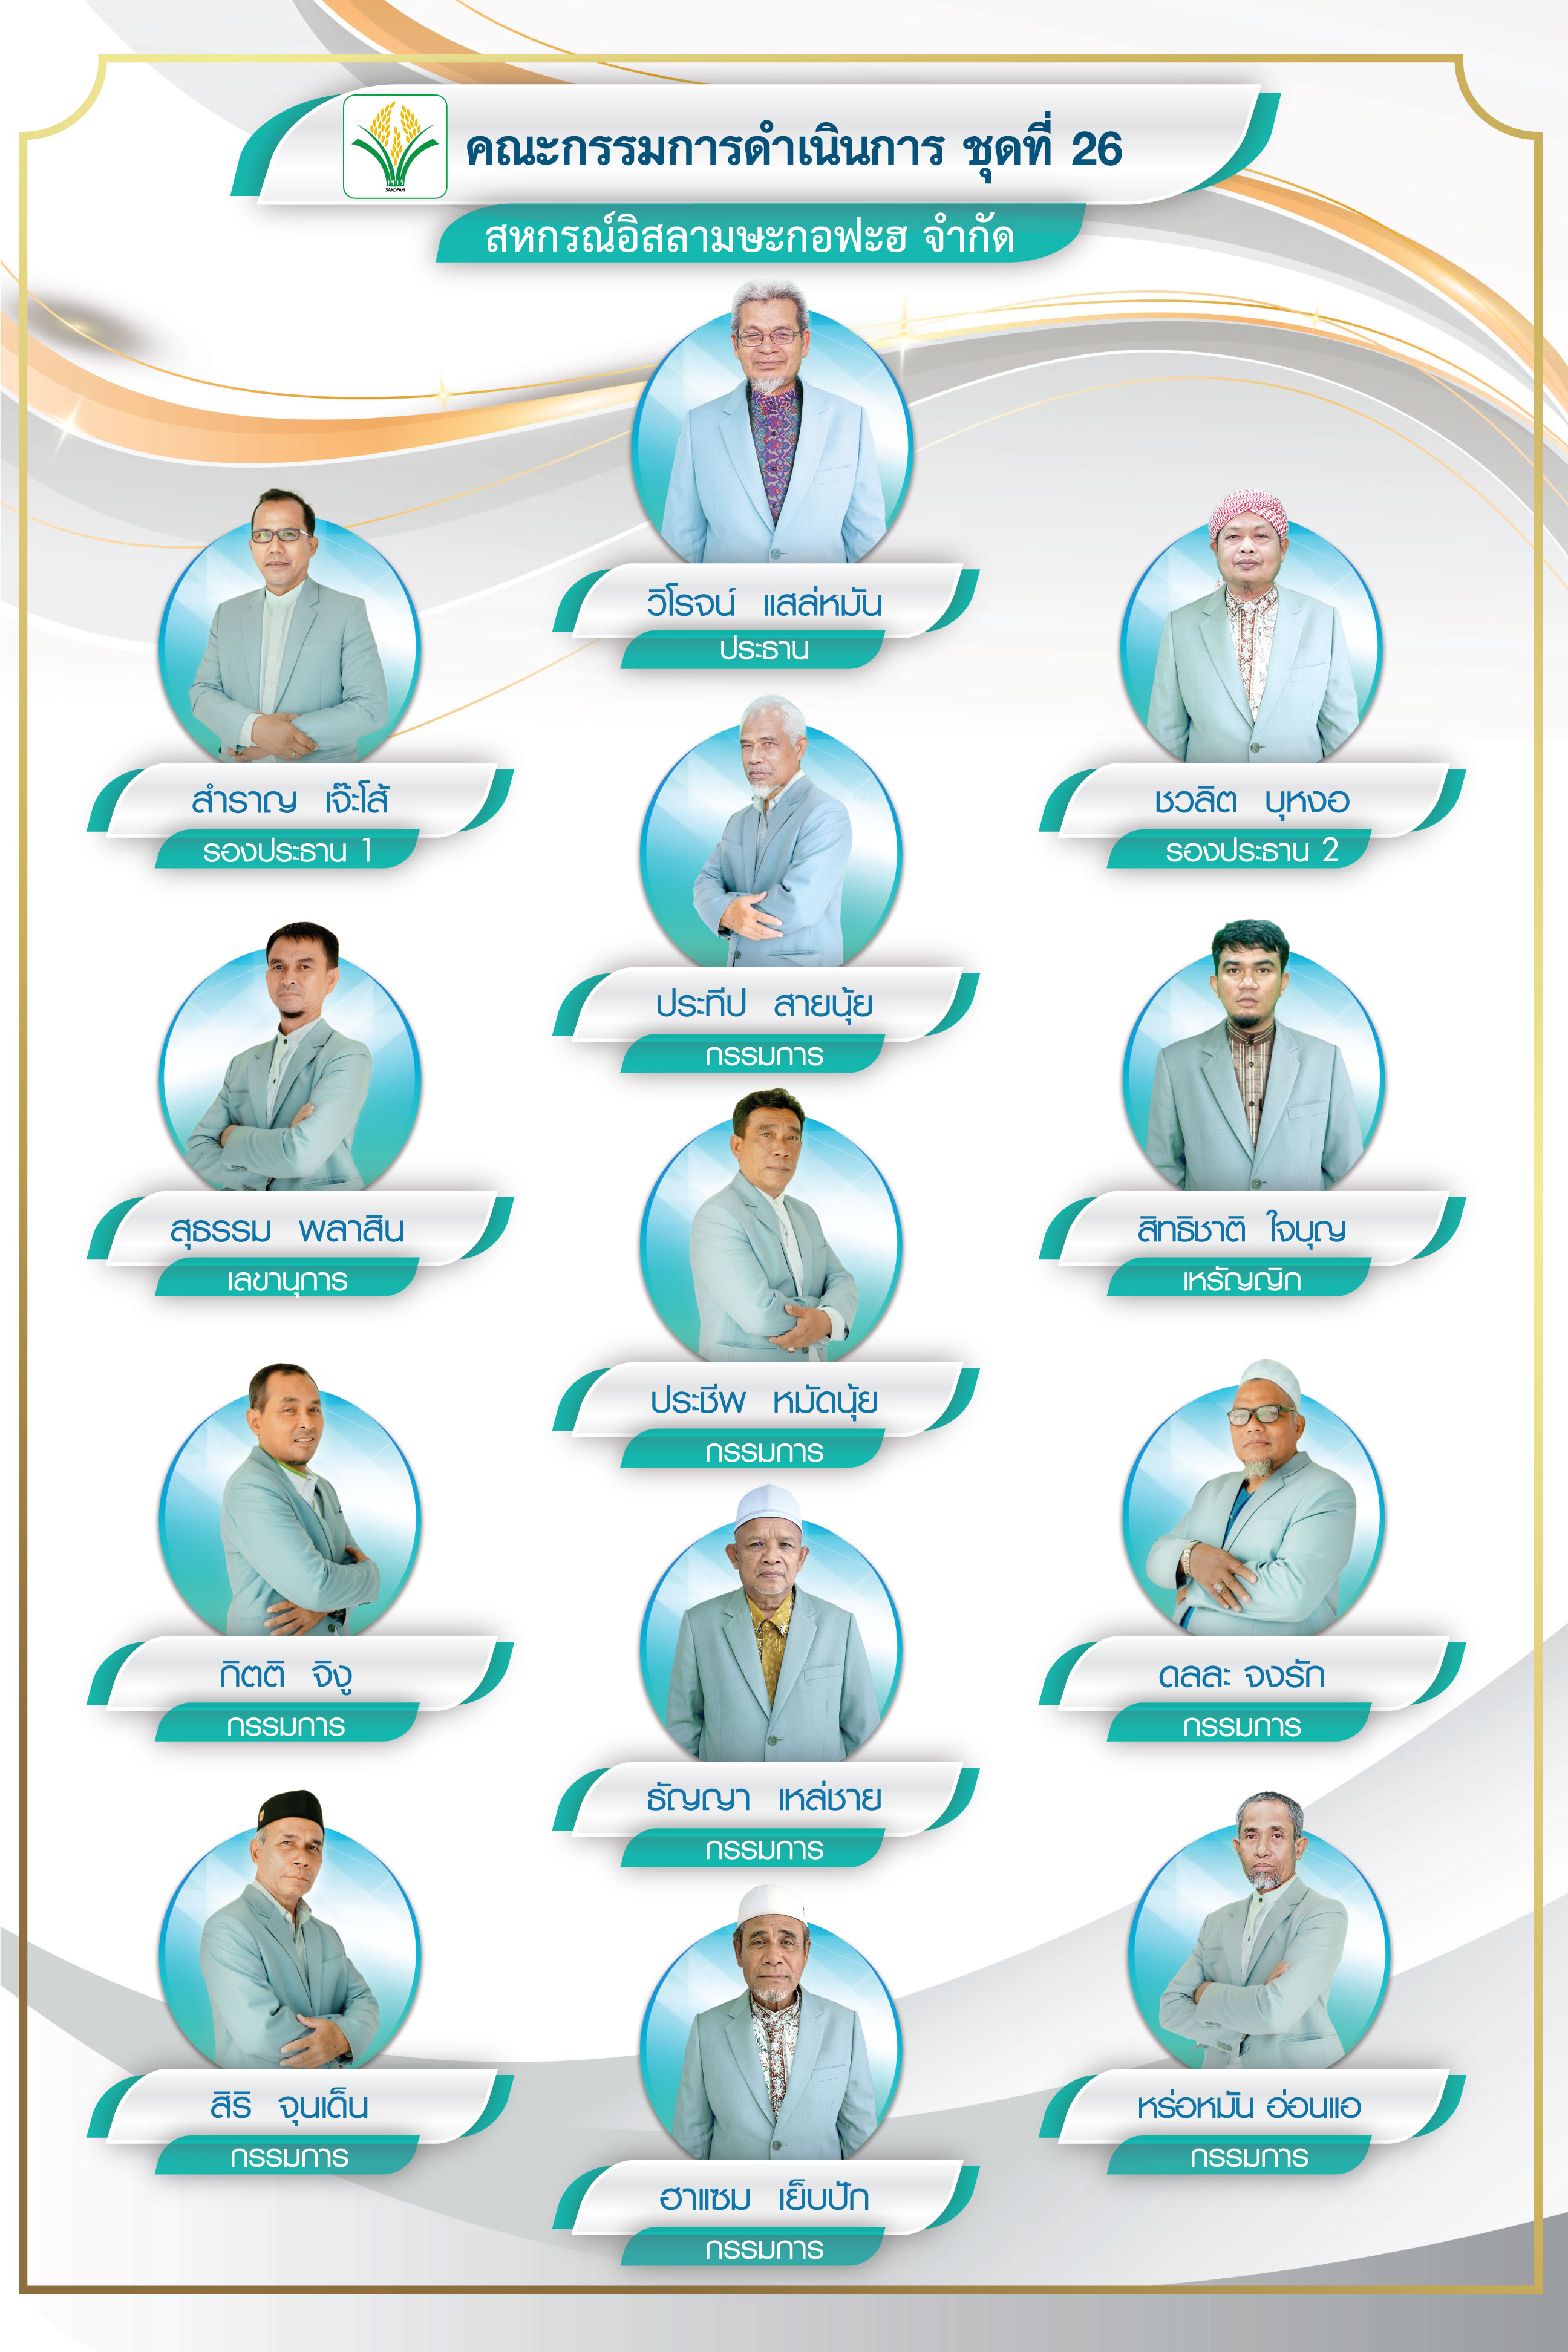 คณะกรรมการดำเนินการ ชุดที่ 26
SAKOFAH
สหกรณ์อิสลามษะกอฟะฮ จำกัด
วิโรจน์ แสล่หมัน
ประธาน
สำราญ เจ๊ะโส้
รองประธาน 1
ชวลิต บุหงอ
รองประธาน 2
ประทีป สายนุ้ย
กรรมการ
สุธรรม พลาสิน
เลขานุการ
สิทธิชาติ ใจบุญ
เหรัญญิก
ประชีพ หมัดนุ้ย
กรรมการ
กิตติ จิงู
กรรมการ
ดลละ จงรัก
กรรมการ
ธัญญา เหล่ชาย
กรรมการ
สิริ จุนเด็น
กรรมการ
หร่อหมัน อ่อนแอ
กรรมการ
ฮาแซม เย็บปัก
กรรมการ